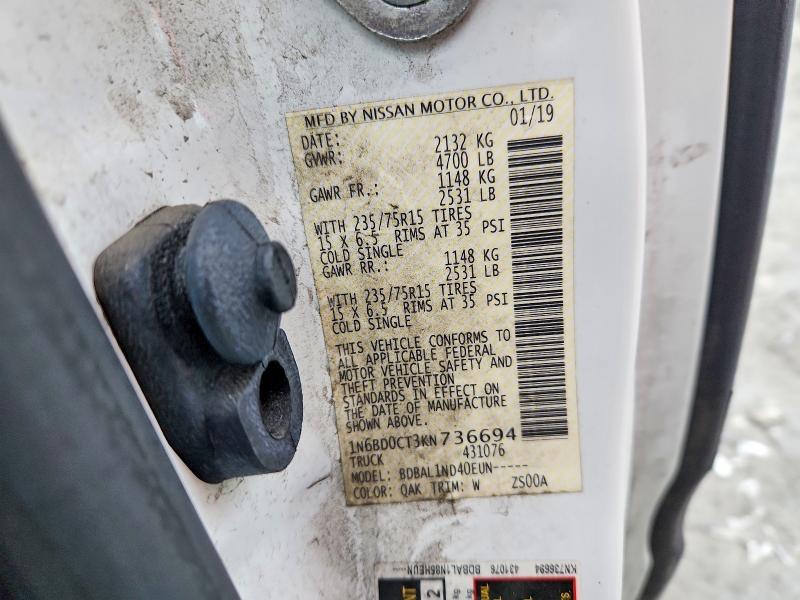 MFD BY NISSAN MOTOR CO., LTD.
DATE: 01/19
GVWR: 2132 KG
4700 LB
GAWR FR.: 1148 KG
2531 LB
WITH 235/75R15 TIRES
15 X 6.5 RIMS AT 35 PSI
COLD SINGLE
GAWR RR.: 1148 KG
2531 LB
WITH 235/75R15 TIRES
15 X 6.5 RIMS AT 35 PSI
COLD SINGLE
THIS VEHICLE CONFORMS TO
ALL APPLICABLE FEDERAL
MOTOR VEHICLE SAFETY AND
THEFT PREVENTION
STANDARDS IN EFFECT ON
THE DATE OF MANUFACTURE
SHOWN ABOVE.
1N6BD0CT3KN736694
TRUCK 431076
MODEL: BDBAL1ND40EUN-----
COLOR: QAK TRIM: W ZS00A
KN736694 431076 BDBAL1N86HEUN